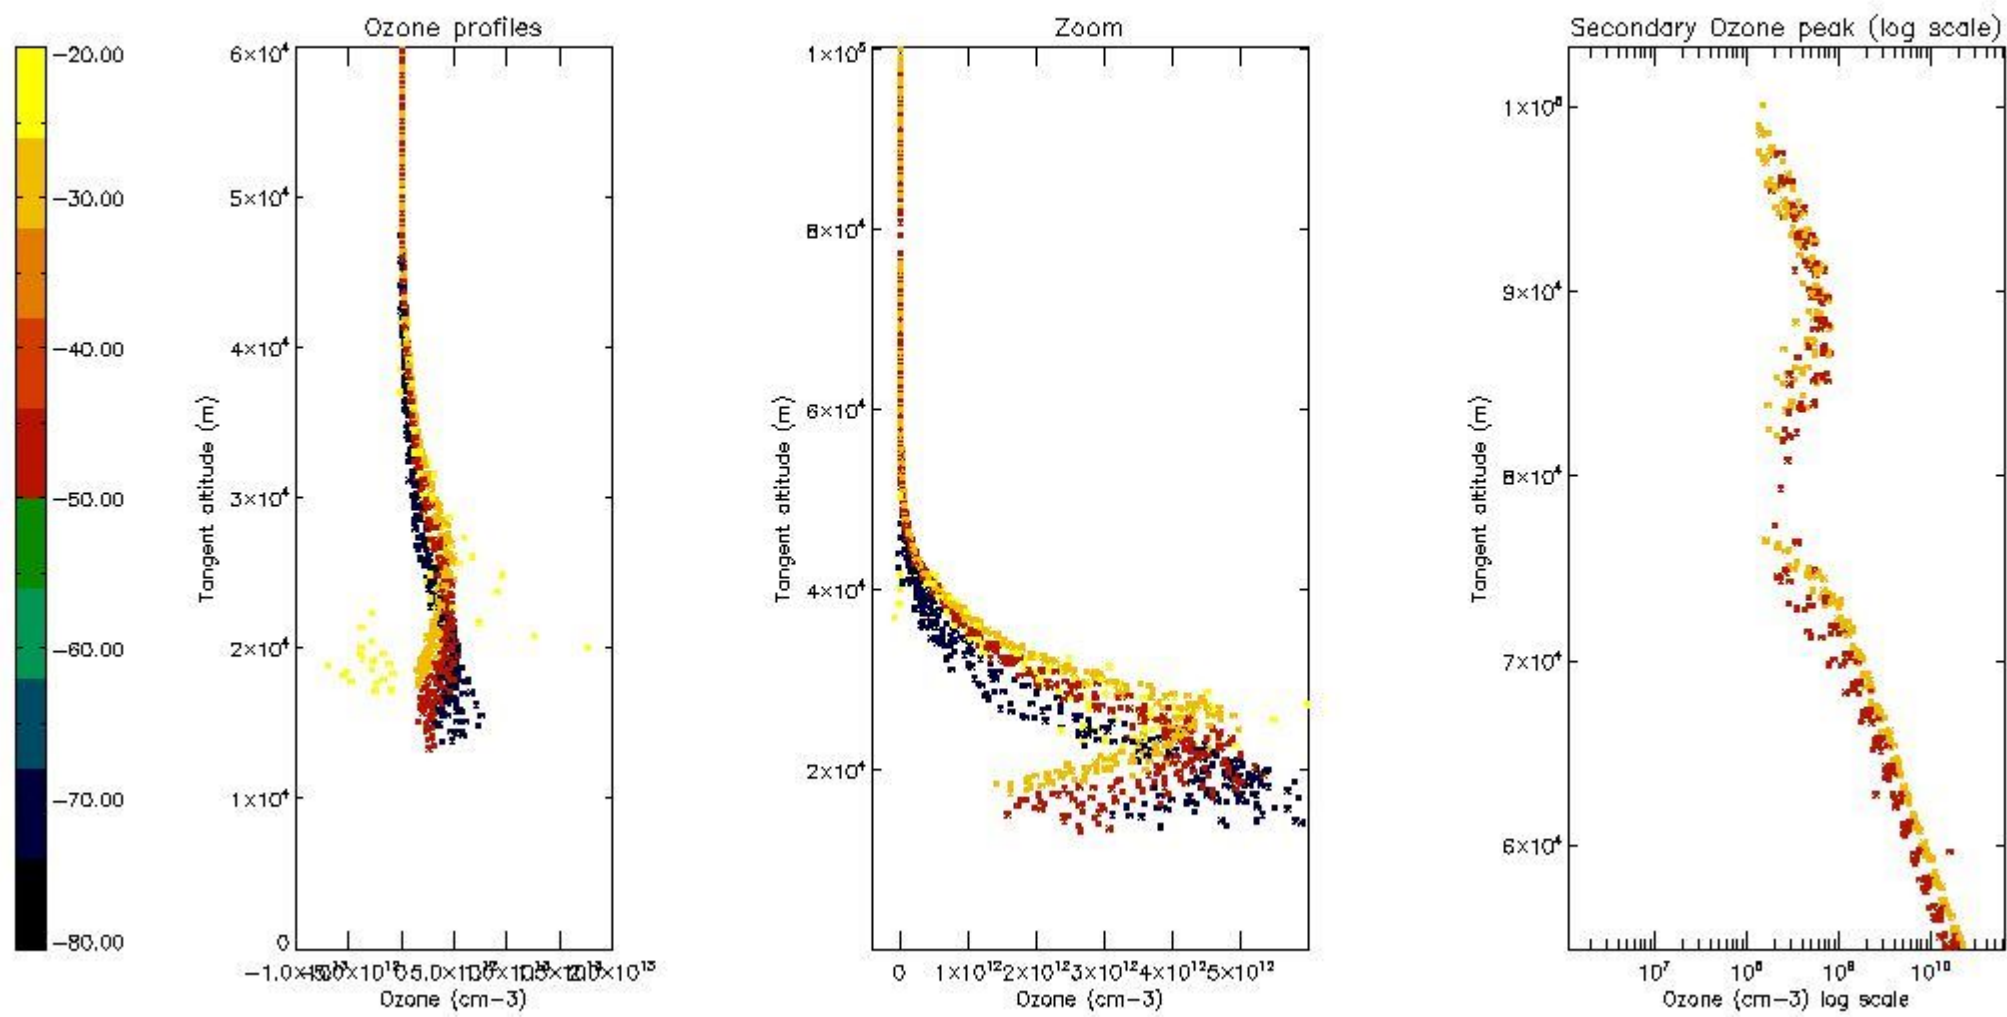 Ozone profiles
Zoom
Secondary Ozone peak (log scale)
−20.00
−30.00
−40.00
−50.00
−60.00
−70.00
−80.00
6×10⁴
5×10⁴
4×10⁴
3×10⁴
2×10⁴
1×10⁴
0
Tangent altitude (m)
Ozone (cm−3)
1×10⁵
8×10⁴
6×10⁴
4×10⁴
2×10⁴
Tangent altitude (m)
0 1×10¹² 2×10¹² 3×10¹² 4×10¹² 5×10¹²
Ozone (cm−3)
9×10⁴
8×10⁴
7×10⁴
6×10⁴
Tangent altitude (m)
10⁷ 10⁸ 10⁹ 10¹⁰
Ozone (cm−3) log scale